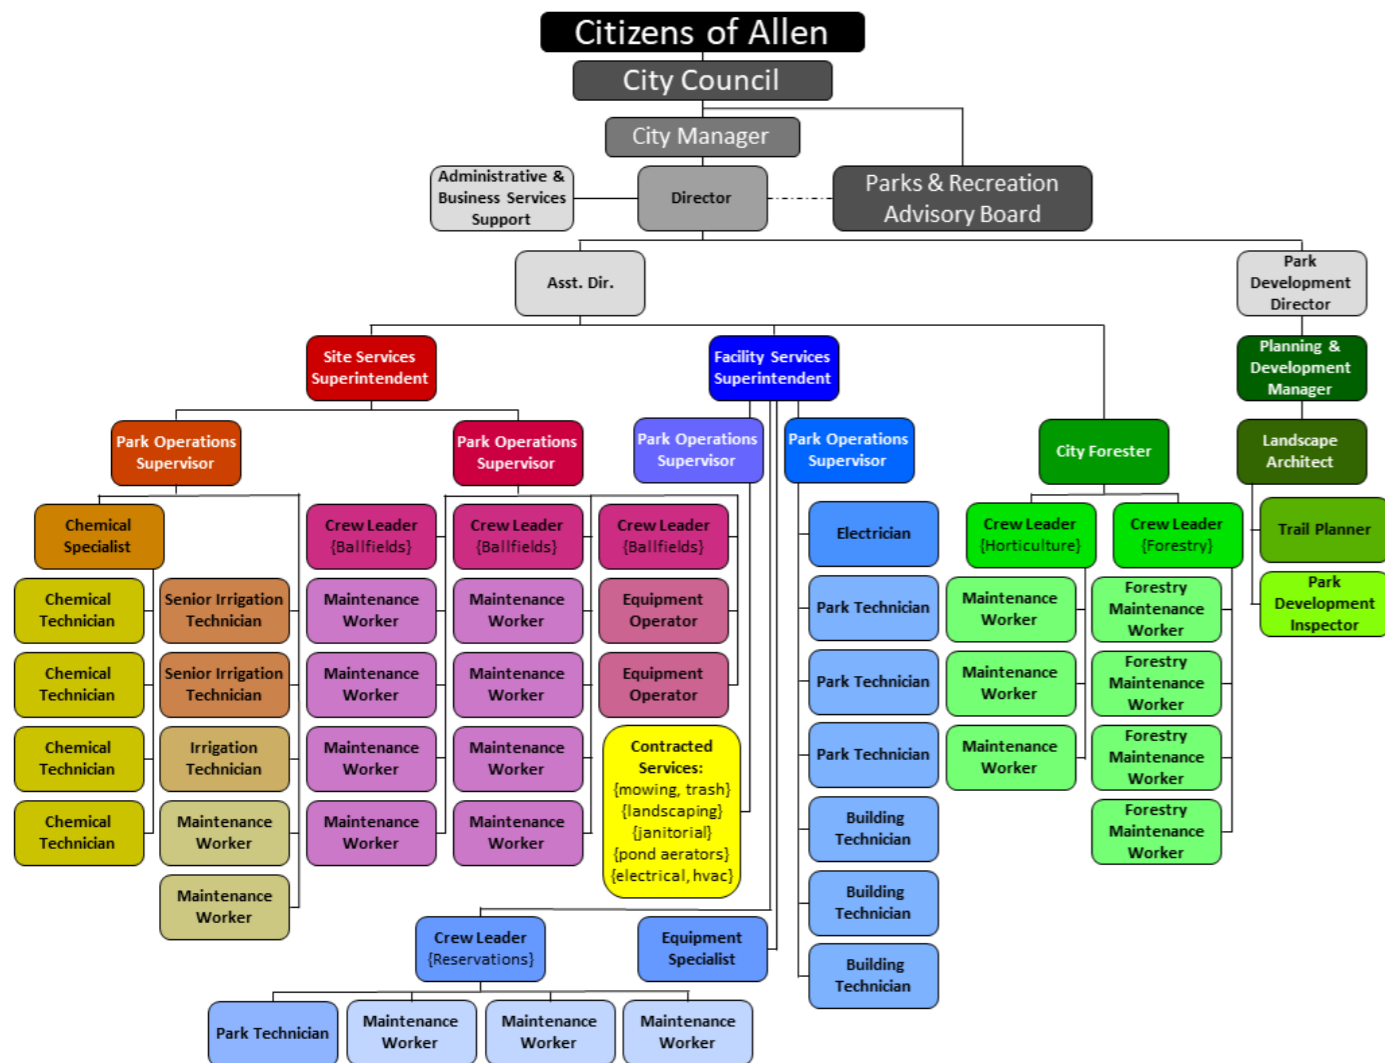 Citizens of Allen
City Council
City Manager
Administrative &
Business Services
Support
Director
Parks & Recreation
Advisory Board
Asst. Dir.
Park
Development
Director
Site Services
Superintendent
Facility Services
Superintendent
Planning &
Development
Manager
Park Operations
Supervisor
Park Operations
Supervisor
Park Operations
Supervisor
Park Operations
Supervisor
City Forester
Landscape
Architect
Chemical
Specialist
Crew Leader
{Ballfields}
Crew Leader
{Ballfields}
Crew Leader
{Ballfields}
Electrician
Crew Leader
{Horticulture}
Crew Leader
{Forestry}
Trail Planner
Chemical
Technician
Senior Irrigation
Technician
Maintenance
Worker
Maintenance
Worker
Equipment
Operator
Park Technician
Maintenance
Worker
Forestry
Maintenance
Worker
Park
Development
Inspector
Chemical
Technician
Senior Irrigation
Technician
Maintenance
Worker
Maintenance
Worker
Equipment
Operator
Park Technician
Maintenance
Worker
Forestry
Maintenance
Worker
Chemical
Technician
Irrigation
Technician
Maintenance
Worker
Maintenance
Worker
Contracted
Services:
{mowing, trash}
{landscaping}
{janitorial}
{pond aerators}
{electrical, hvac}
Park Technician
Maintenance
Worker
Forestry
Maintenance
Worker
Chemical
Technician
Maintenance
Worker
Maintenance
Worker
Maintenance
Worker
Building
Technician
Forestry
Maintenance
Worker
Maintenance
Worker
Building
Technician
Crew Leader
{Reservations}
Equipment
Specialist
Building
Technician
Park Technician
Maintenance
Worker
Maintenance
Worker
Maintenance
Worker